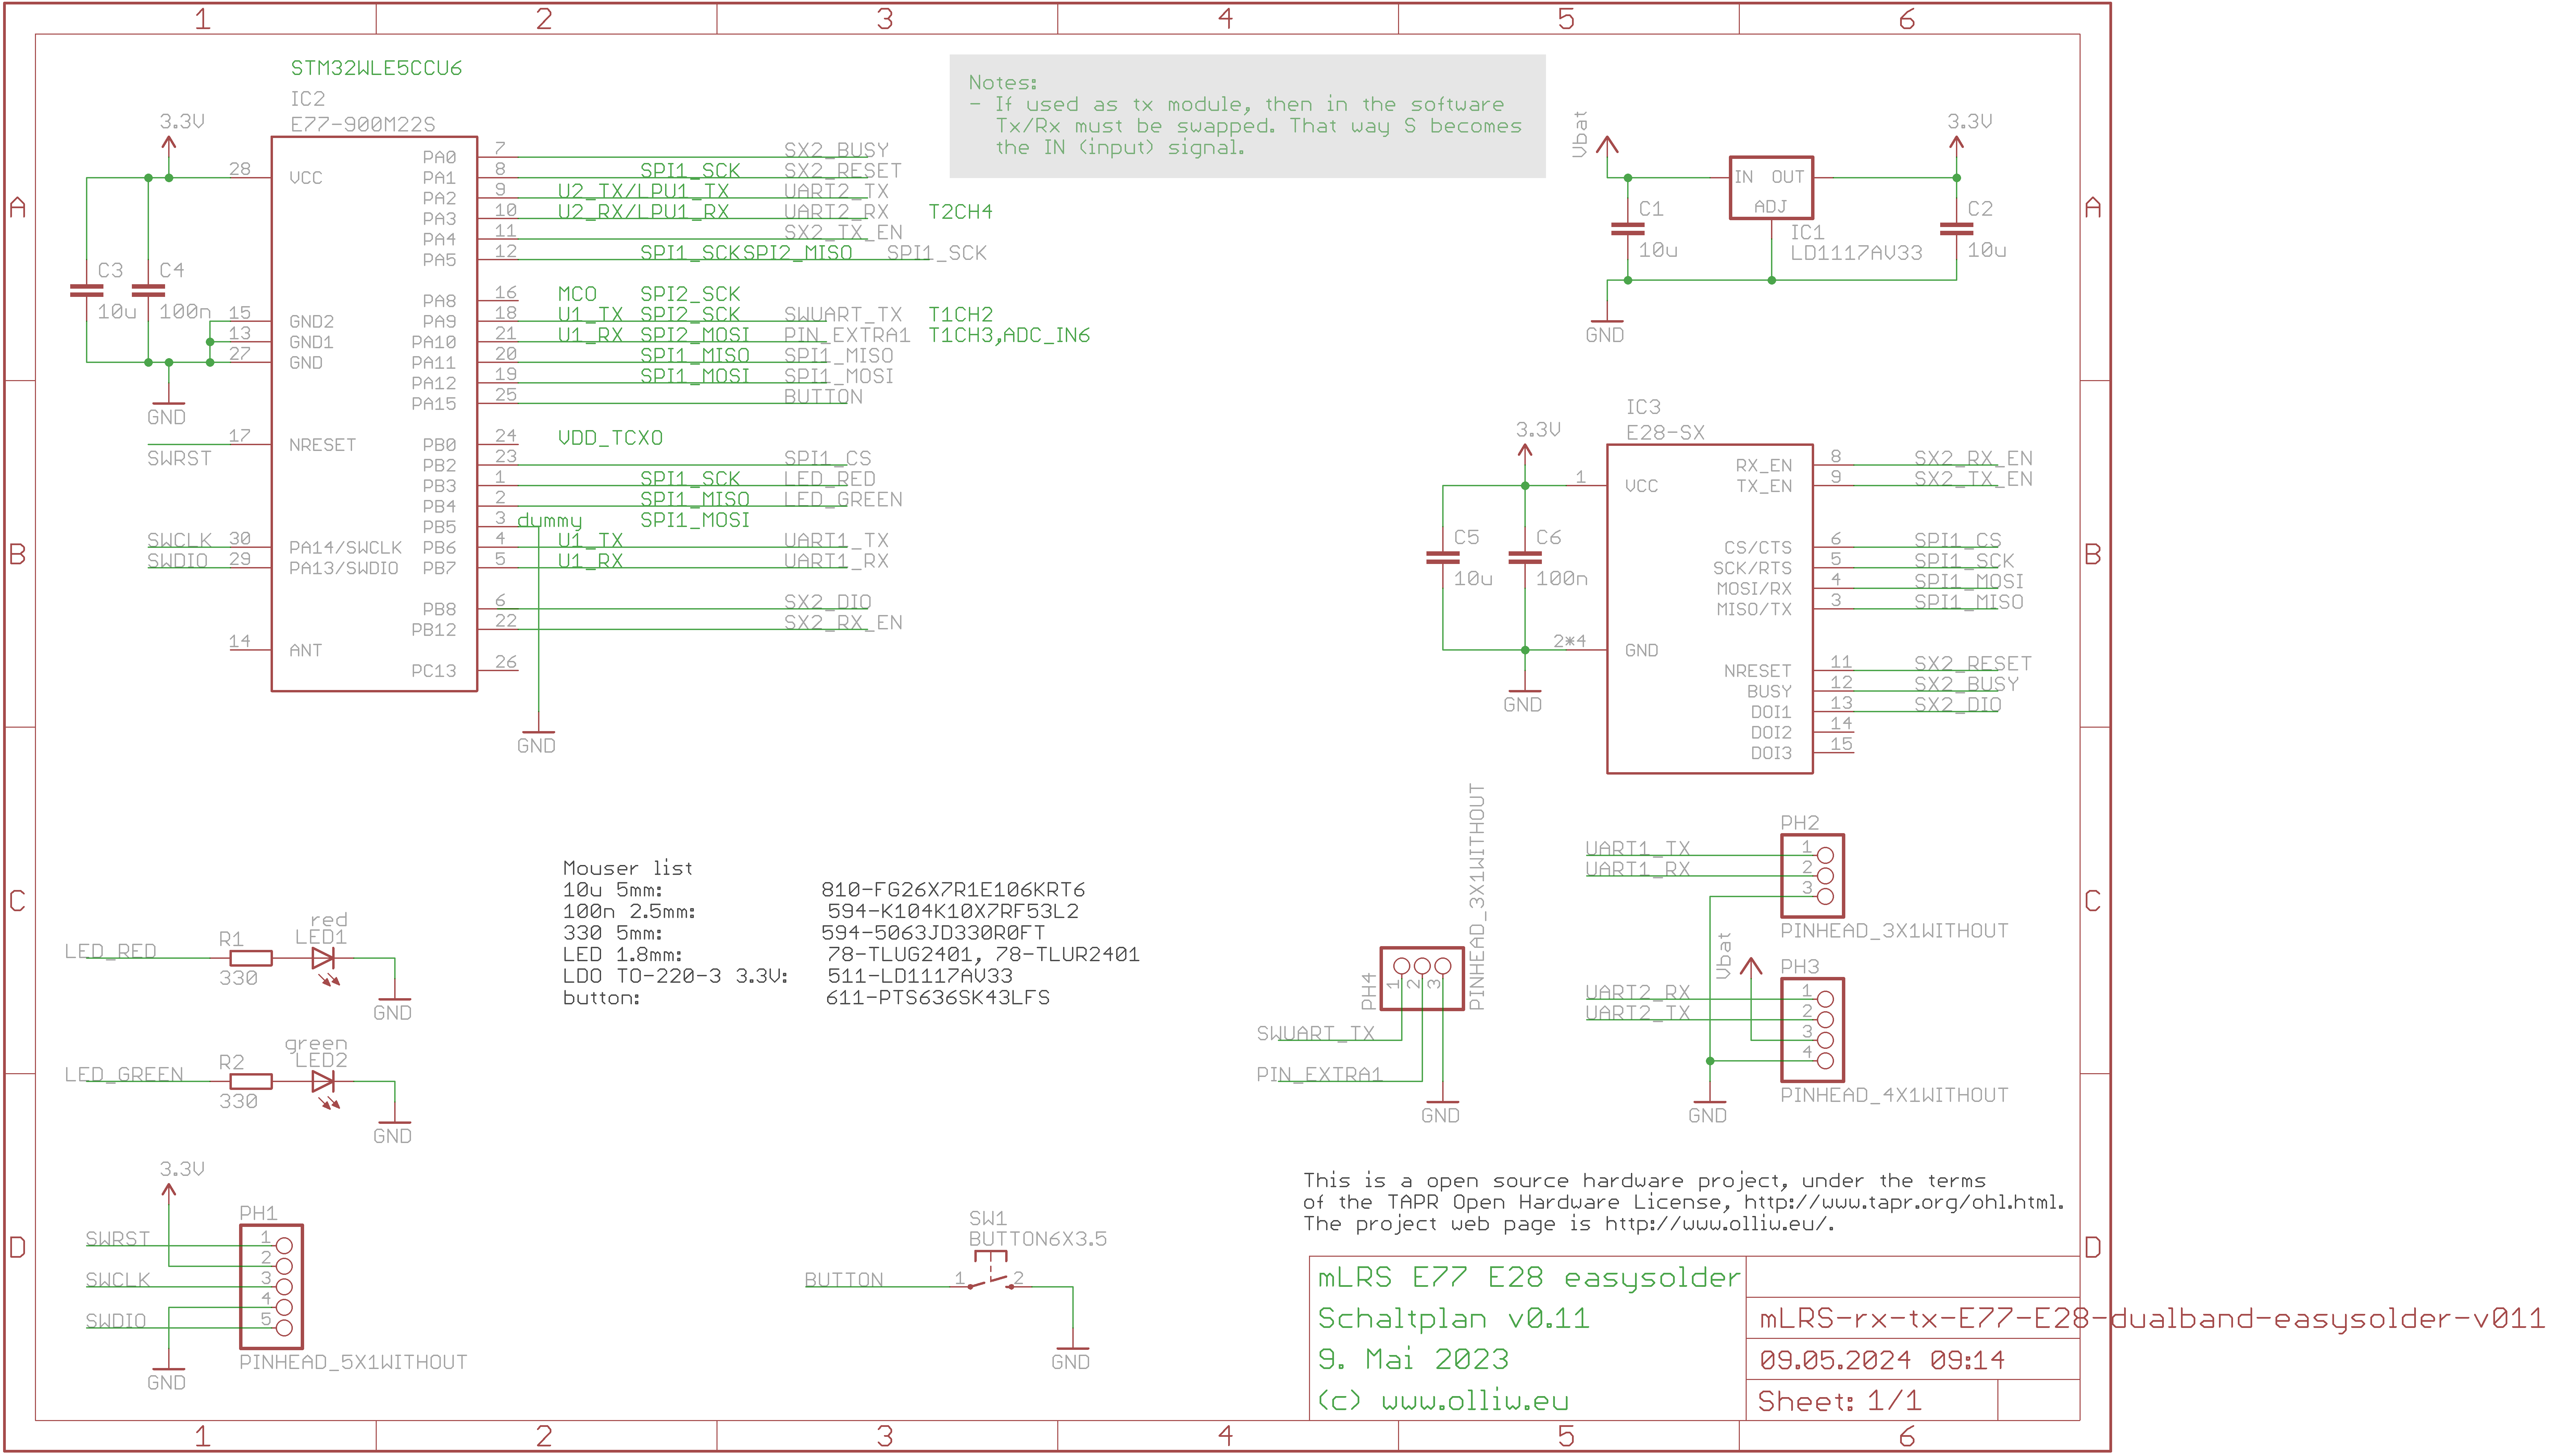 1 2 3 4 5 6
A A
B B
C C
D D
1 2 3 4 5 6
STM32WLE5CCU6
IC2
E77-900M22S
3.3V
28 VCC
C3
10u
C4
100n
15 GND2
13 GND1
27 GND
GND
17 NRESET
SWRST
SWCLK 30 PA14/SWCLK
SWDIO 29 PA13/SWDIO
14 ANT
PA0 7 SX2_BUSY
PA1 8 SPI1_SCK SX2_RESET
PA2 9 U2_TX/LPU1_TX UART2_TX
PA3 10 U2_RX/LPU1_RX UART2_RX T2CH4
PA4 11 SX2_TX_EN
PA5 12 SPI1_SCK SPI2_MISO SPI1_SCK
PA8 16 MCO SPI2_SCK
PA9 18 U1_TX SPI2_SCK SWUART_TX T1CH2
PA10 21 U1_RX SPI2_MOSI PIN_EXTRA1 T1CH3,ADC_IN6
PA11 20 SPI1_MISO SPI1_MISO
PA12 19 SPI1_MOSI SPI1_MOSI
PA15 25 BUTTON
PB0 24 VDD_TCXO
PB2 23 SPI1_CS
PB3 1 SPI1_SCK LED_RED
PB4 2 SPI1_MISO LED_GREEN
PB5 3 dummy SPI1_MOSI
PB6 4 U1_TX UART1_TX
PB7 5 U1_RX UART1_RX
PB8 6 SX2_DIO
PB12 22 SX2_RX_EN
PC13 26
GND
Notes:
- If used as tx module, then in the software
Tx/Rx must be swapped. That way S becomes
the IN (input) signal.
Vbat
3.3V
IN OUT
ADJ
C1
10u
C2
10u
IC1
LD1117AV33
GND
IC3
E28-SX
3.3V
1 VCC
C5
10u
C6
100n
2*4 GND
GND
RX_EN 8 SX2_RX_EN
TX_EN 9 SX2_TX_EN
CS/CTS 6 SPI1_CS
SCK/RTS 5 SPI1_SCK
MOSI/RX 4 SPI1_MOSI
MISO/TX 3 SPI1_MISO
NRESET 11 SX2_RESET
BUSY 12 SX2_BUSY
DOI1 13 SX2_DIO
DOI2 14
DOI3 15
Mouser list
10u 5mm: 810-FG26X7R1E106KRT6
100n 2.5mm: 594-K104K10X7RF53L2
330 5mm: 594-5063JD330R0FT
LED 1.8mm: 78-TLUG2401, 78-TLUR2401
LDO TO-220-3 3.3V: 511-LD1117AV33
button: 611-PTS636SK43LFS
PH4
1 2 3
PINHEAD_3X1WITHOUT
SWUART_TX
PIN_EXTRA1
GND
PH2
UART1_TX 1
UART1_RX 2
3
PINHEAD_3X1WITHOUT
Vbat
PH3
UART2_RX 1
UART2_TX 2
3
4
PINHEAD_4X1WITHOUT
GND
red
LED1
LED_RED R1
330
GND
green
LED2
LED_GREEN R2
330
GND
3.3V
PH1
SWRST 1
2
SWCLK 3
4
SWDIO 5
PINHEAD_5X1WITHOUT
GND
SW1
BUTTON6X3.5
BUTTON 1 2
GND
This is a open source hardware project, under the terms
of the TAPR Open Hardware License, http://www.tapr.org/ohl.html.
The project web page is http://www.olliw.eu/.
mLRS E77 E28 easysolder
Schaltplan v0.11
9. Mai 2023
(c) www.olliw.eu
mLRS-rx-tx-E77-E28-dualband-easysolder-v011
09.05.2024 09:14
Sheet: 1/1